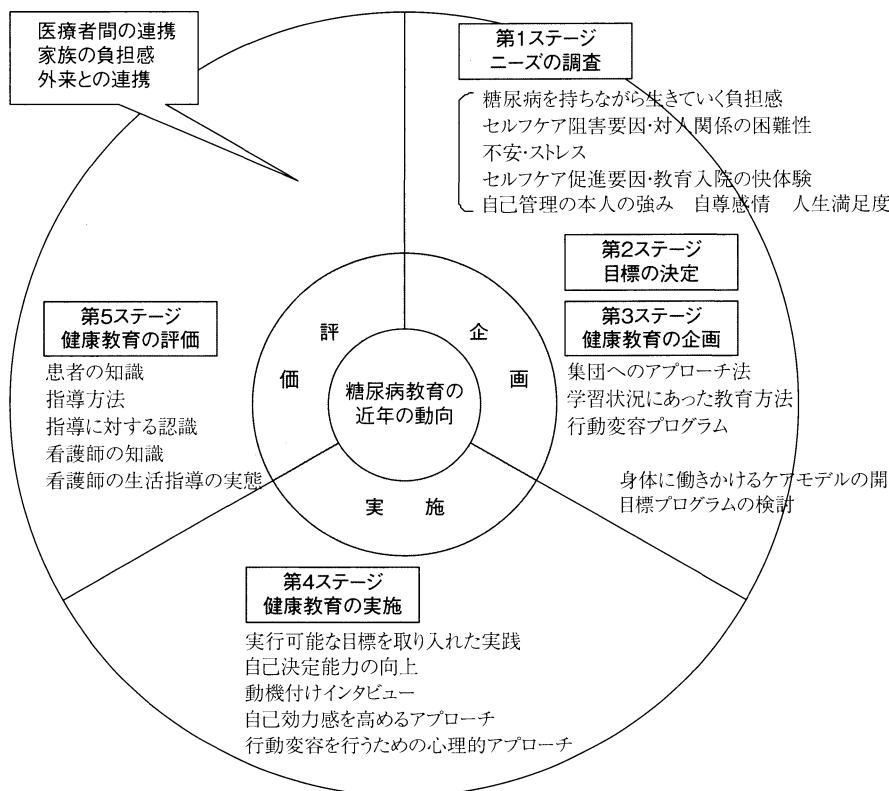 医療者間の連携
家族の負担感
外来との連携
第1ステージ
ニーズの調査
糖尿病を持ちながら生きていく負担感
セルフケア阻害要因・対人関係の困難性
不安・ストレス
セルフケア促進要因・教育入院の快体験
自己管理の本人の強み 自尊感情 人生満足度
第2ステージ
目標の決定
第3ステージ
健康教育の企画
集団へのアプローチ法
学習状況にあった教育方法
行動変容プログラム
身体に働きかけるケアモデルの開
目標プログラムの検討
第5ステージ
健康教育の評価
患者の知識
指導方法
指導に対する認識
看護師の知識
看護師の生活指導の実態
評価
企画
糖尿病教育の
近年の動向
実施
第4ステージ
健康教育の実施
実行可能な目標を取り入れた実践
自己決定能力の向上
動機付けインタビュー
自己効力感を高めるアプローチ
行動変容を行うための心理的アプローチ